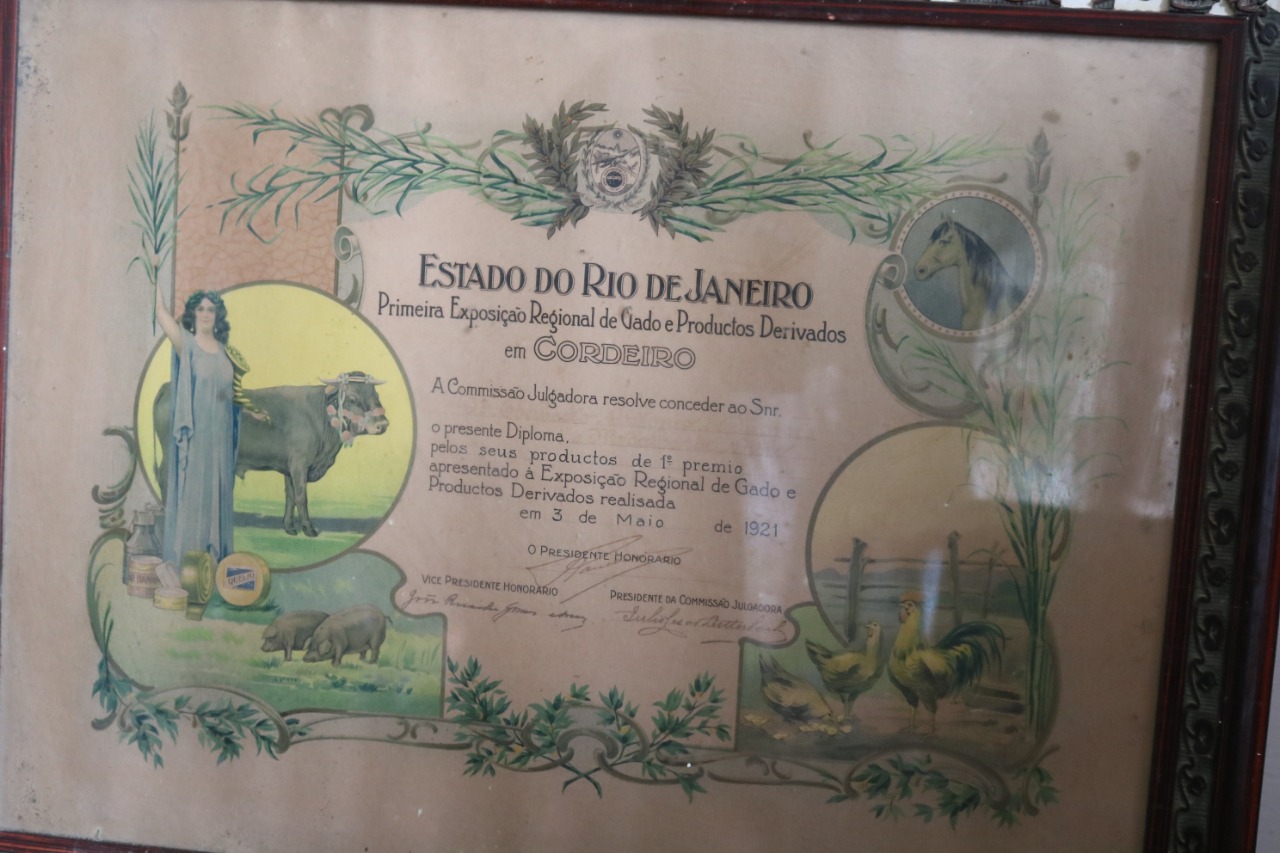 ESTADO DO RIO DE JANEIRO
Primeira Exposição Regional de Gado e Productos Derivados
em CORDEIRO
A Commissão Julgadora resolve conceder ao Snr.
o presente Diploma,
pelos seus productos de 1º premio
apresentado á Exposição Regional de Gado e
Productos Derivados realisada
em 3 de Maio de 1921
O PRESIDENTE HONORARIO
VICE PRESIDENTE HONORARIO
PRESIDENTE DA COMMISSÃO JULGADORA
QUEIJO